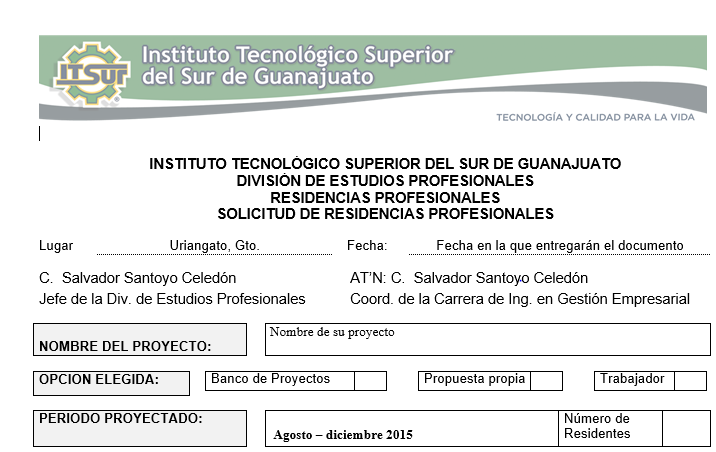 ITSur
Instituto Tecnológico Superior
del Sur de Guanajuato
TECNOLOGÍA Y CALIDAD PARA LA VIDA
INSTITUTO TECNOLÓGICO SUPERIOR DEL SUR DE GUANAJUATO
DIVISIÓN DE ESTUDIOS PROFESIONALES
RESIDENCIAS PROFESIONALES
SOLICITUD DE RESIDENCIAS PROFESIONALES
Lugar Uriangato, Gto. Fecha: Fecha en la que entregarán el documento
C. Salvador Santoyo Celedón AT'N: C. Salvador Santoyo Celedón
Jefe de la Div. de Estudios Profesionales Coord. de la Carrera de Ing. en Gestión Empresarial
NOMBRE DEL PROYECTO: Nombre de su proyecto
OPCION ELEGIDA: Banco de Proyectos Propuesta propia Trabajador
PERIODO PROYECTADO: Agosto – diciembre 2015 Número de
Residentes